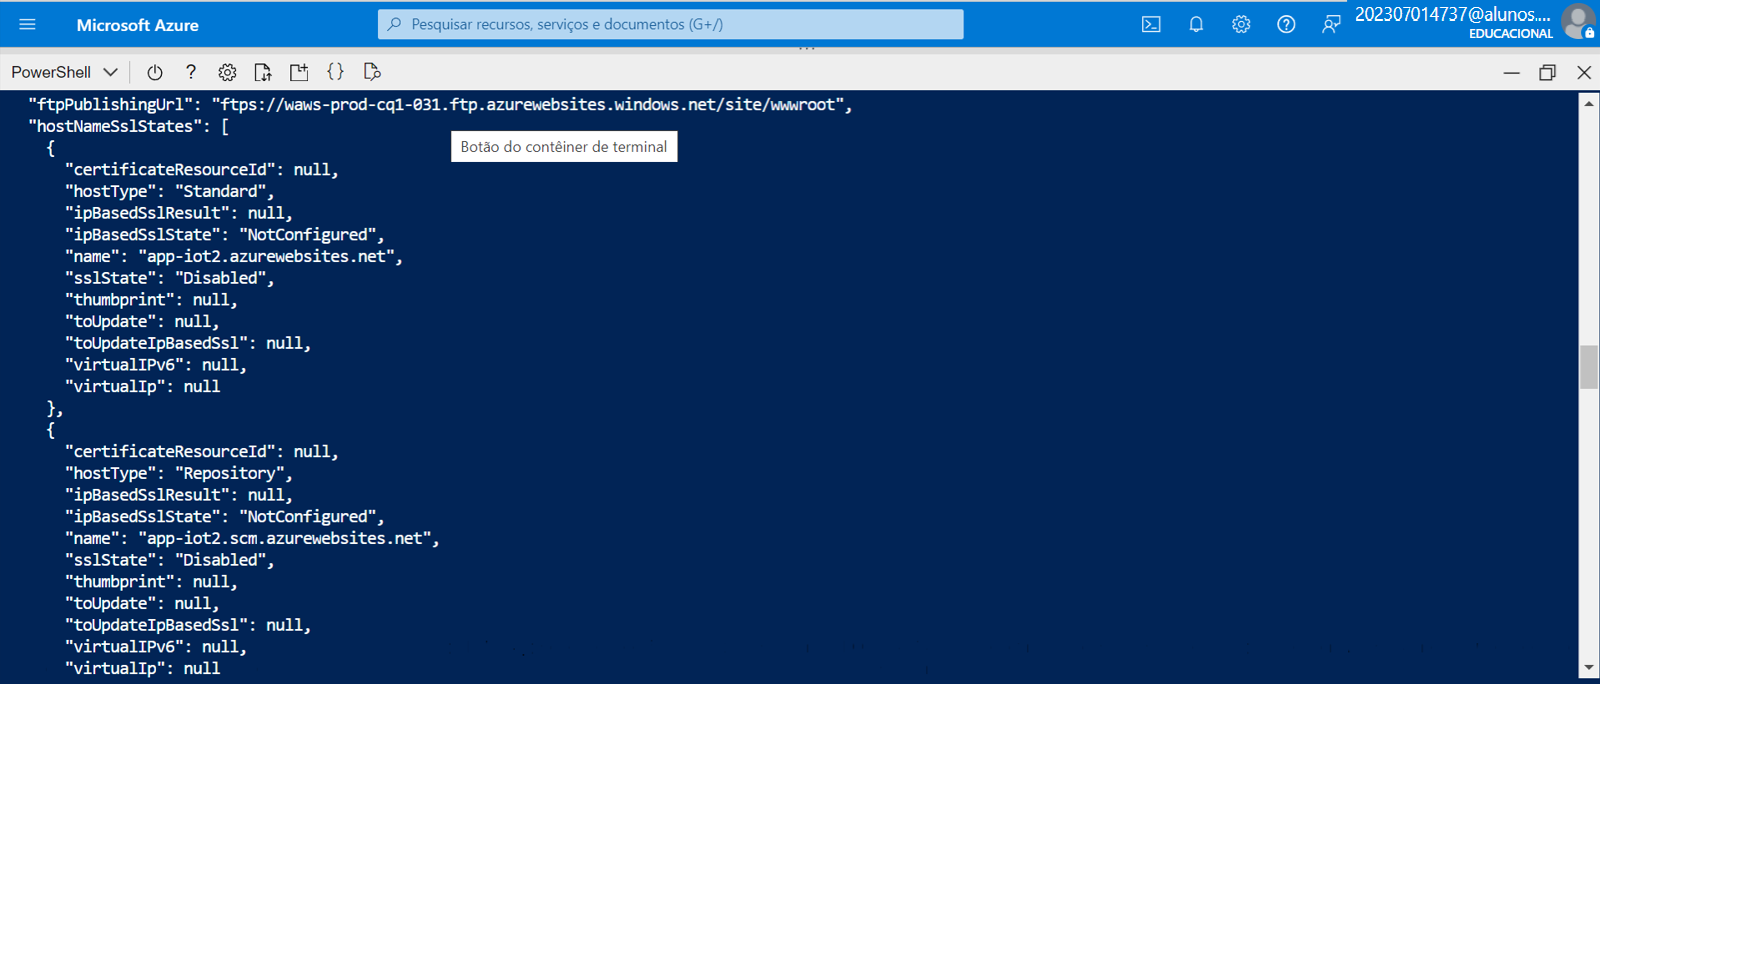 Microsoft Azure
Pesquisar recursos, serviços e documentos (G+/)
202307014737@alunos....
EDUCACIONAL
PowerShell
"ftpPublishingUrl": "ftps://waws-prod-cq1-031.ftp.azurewebsites.windows.net/site/wwwroot",
"hostNameSslStates": [
Botão do contêiner de terminal
{
"certificateResourceId": null,
"hostType": "Standard",
"ipBasedSslResult": null,
"ipBasedSslState": "NotConfigured",
"name": "app-iot2.azurewebsites.net",
"sslState": "Disabled",
"thumbprint": null,
"toUpdate": null,
"toUpdateIpBasedSsl": null,
"virtualIPv6": null,
"virtualIp": null
},
{
"certificateResourceId": null,
"hostType": "Repository",
"ipBasedSslResult": null,
"ipBasedSslState": "NotConfigured",
"name": "app-iot2.scm.azurewebsites.net",
"sslState": "Disabled",
"thumbprint": null,
"toUpdate": null,
"toUpdateIpBasedSsl": null,
"virtualIPv6": null,
"virtualIp": null